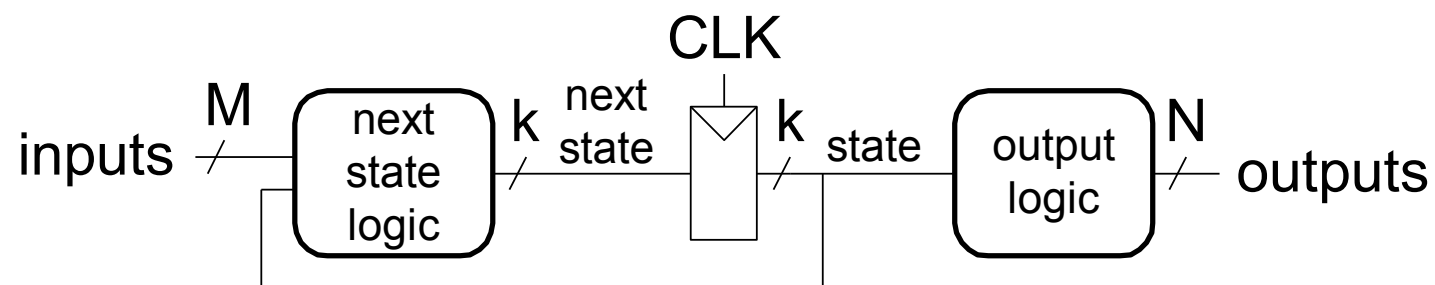 CLK
inputs
M
next
state
logic
k
next
state
k
state
output
logic
N
outputs